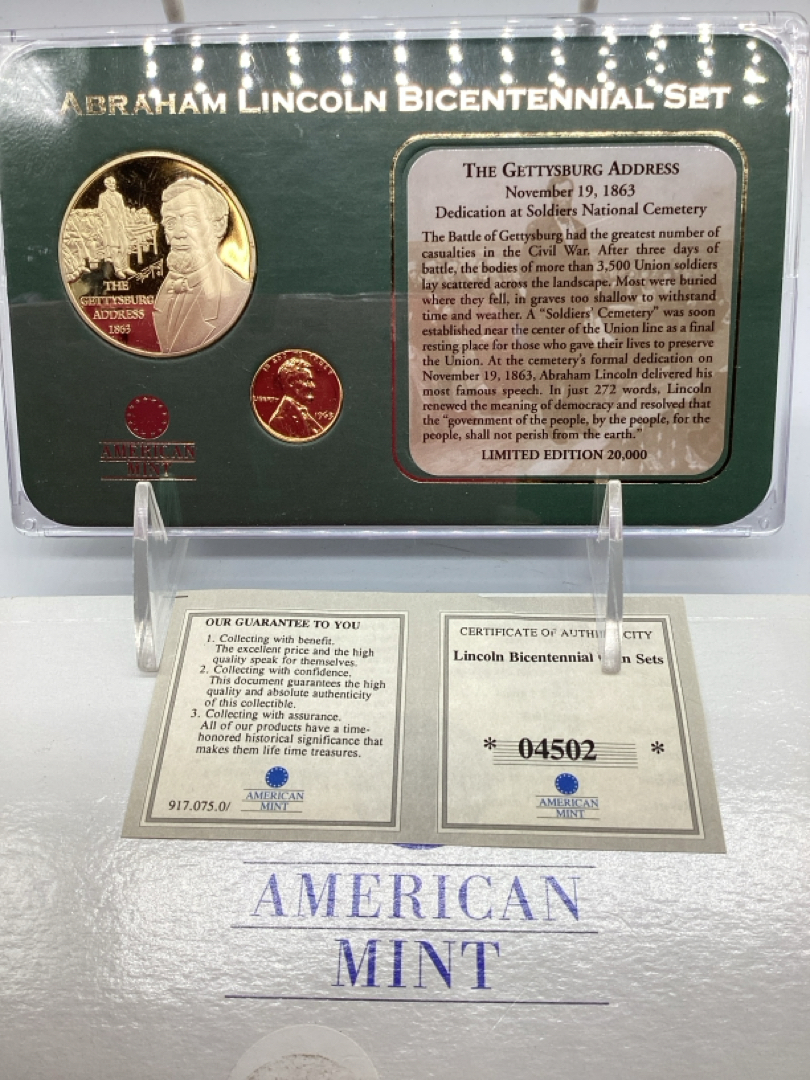 ABRAHAM LINCOLN BICENTENNIAL SET
THE
GETTYSBURG
ADDRESS
1863
LIBERTY
AMERICAN
MINT
THE GETTYSBURG ADDRESS
November 19, 1863
Dedication at Soldiers National Cemetery
The Battle of Gettysburg had the greatest number of
casualties in the Civil War. After three days of
battle, the bodies of more than 3,500 Union soldiers
lay scattered across the landscape. Most were buried
where they fell, in graves too shallow to withstand
time and weather. A "Soldiers' Cemetery" was soon
established near the center of the Union line as a final
resting place for those who gave their lives to preserve
the Union. At the cemetery's formal dedication on
November 19, 1863, Abraham Lincoln delivered his
most famous speech. In just 272 words, Lincoln
renewed the meaning of democracy and resolved that
the "government of the people, by the people, for the
people, shall not perish from the earth."
LIMITED EDITION 20,000
OUR GUARANTEE TO YOU
1. Collecting with benefit.
The excellent price and the high
quality speak for themselves.
2. Collecting with confidence.
This document guarantees the high
quality and absolute authenticity
of this collectible.
3. Collecting with assurance.
All of our products have a time-
honored historical significance that
makes them life time treasures.
917.075.0/
AMERICAN
MINT
CERTIFICATE OF AUTHENTICITY
Lincoln Bicentennial Coin Sets
* 04502 *
AMERICAN
MINT
AMERICAN
MINT